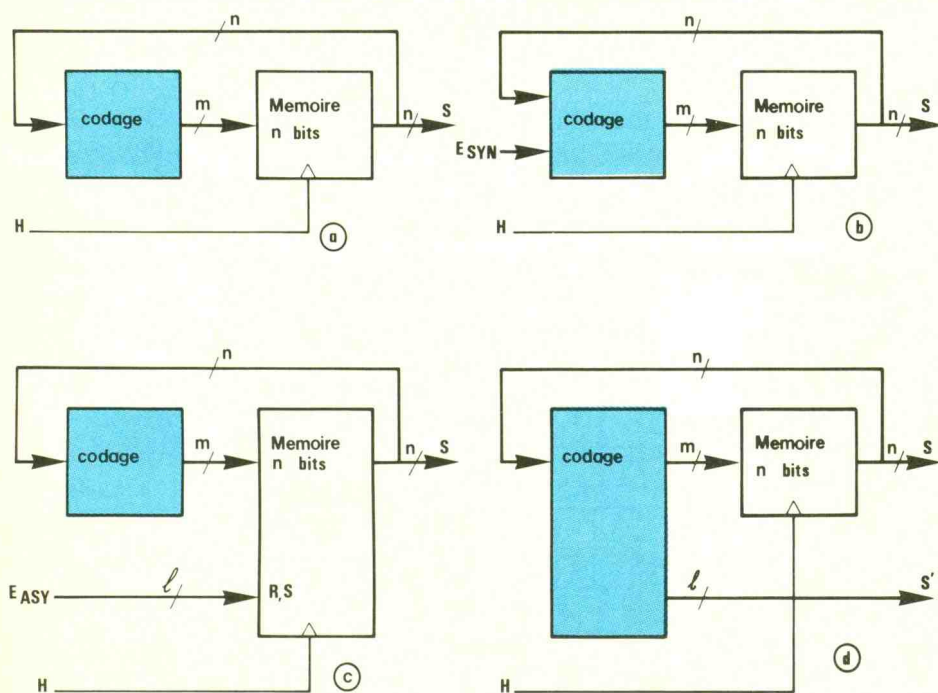 n
codage
m
Memoire
n bits
n
S
H
a
n
codage
m
Memoire
n bits
n
S
E SYN
H
b
n
codage
m
Memoire
n bits
n
S
E ASY
l
R,S
H
c
n
codage
m
Memoire
n bits
n
S
l
S'
H
d